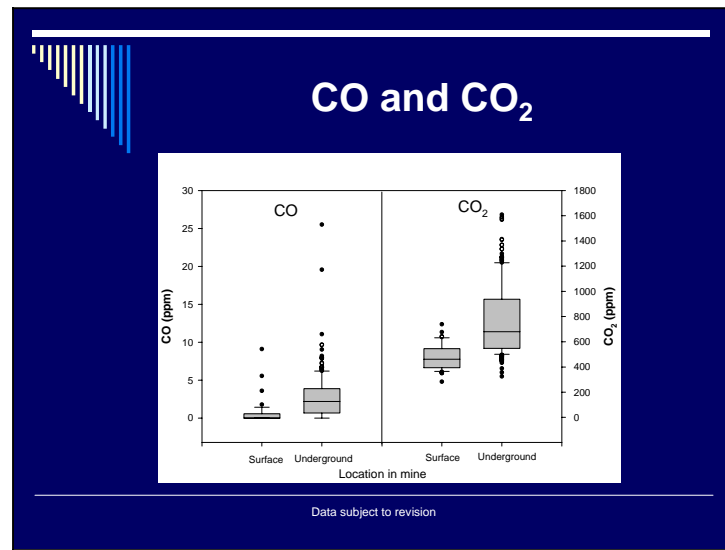 CO and CO₂
CO
CO₂
CO (ppm)
30
25
20
15
10
5
0
1800
1600
1400
1200
1000
800
600
400
200
0
CO₂ (ppm)
Surface Underground
Surface Underground
Location in mine
Data subject to revision